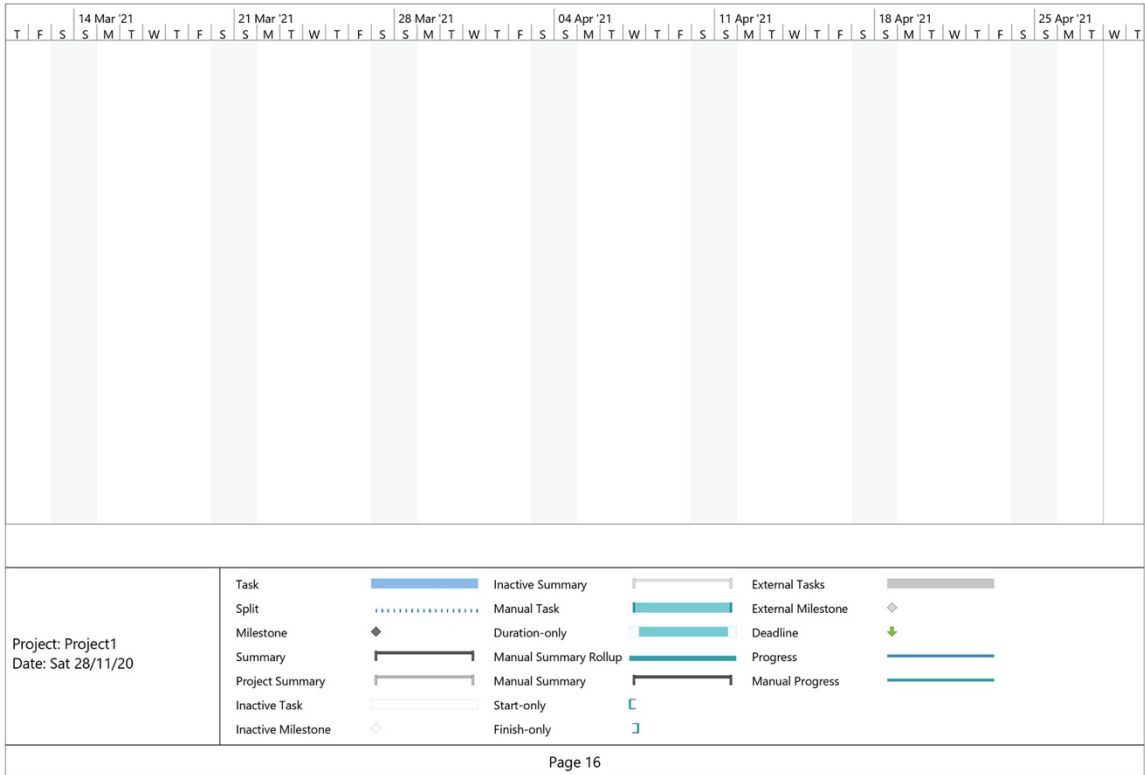 14 Mar '21 21 Mar '21 28 Mar '21 04 Apr '21 11 Apr '21 18 Apr '21 25 Apr '21
T F S S M T W T F S S M T W T F S S M T W T F S S M T W T F S S M T W T F S S M T W T F S S M T W T
Task Inactive Summary External Tasks
Split Manual Task External Milestone
Milestone Duration-only Deadline
Project: Project1
Date: Sat 28/11/20
Summary Manual Summary Rollup Progress
Project Summary Manual Summary Manual Progress
Inactive Task Start-only
Inactive Milestone Finish-only
Page 16